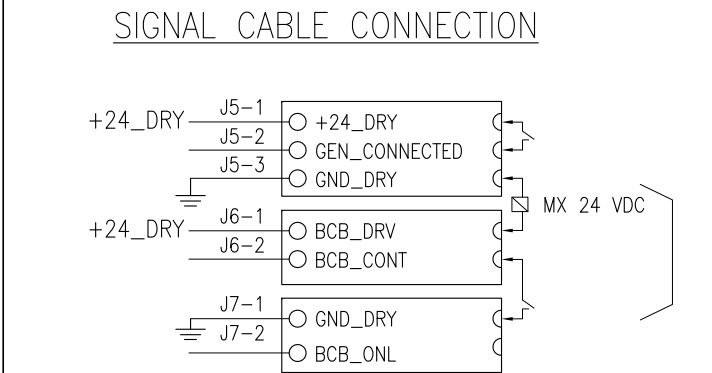 SIGNAL CABLE CONNECTION
+24_DRY J5-1 +24_DRY
J5-2 GEN_CONNECTED
J5-3 GND_DRY
MX 24 VDC
+24_DRY J6-1 BCB_DRV
J6-2 BCB_CONT
J7-1 GND_DRY
J7-2 BCB_ONL